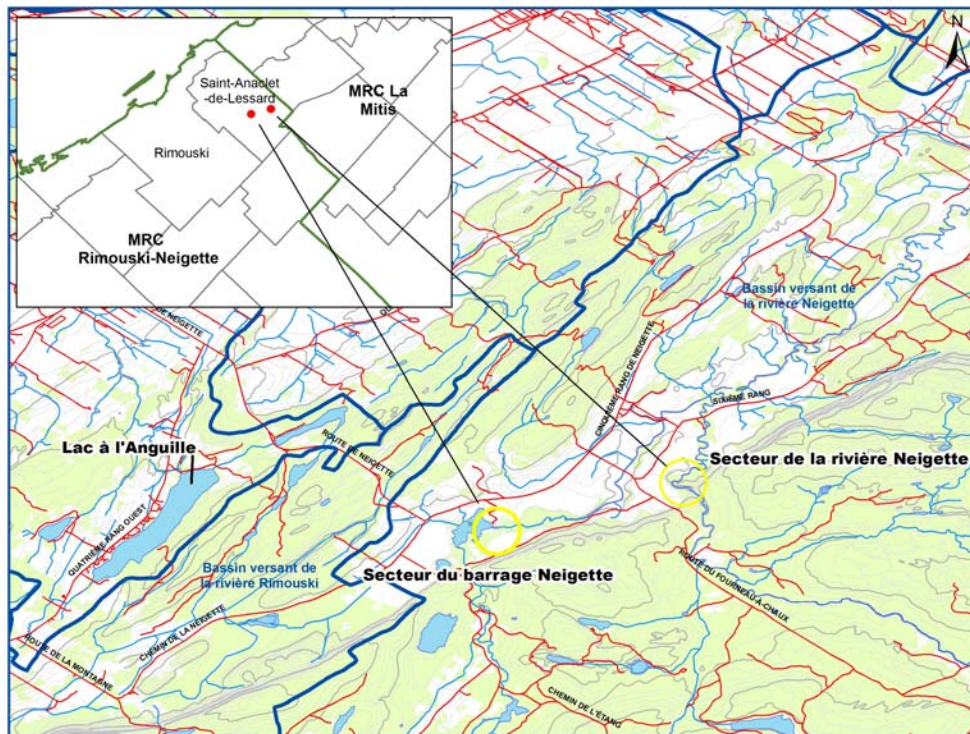 N
Saint-Anaclet
-de-Lessard
MRC La
Mitis
Rimouski
MRC
Rimouski-Neigette
DE NEIGETTE
Bassin versant de
la rivière Neigette
CINQUIÈME RANG DE NEIGETTE
SIXIÈME RANG
Lac à l'Anguille
ROUTE DE NEIGETTE
Secteur de la rivière Neigette
QUATRIÈME RANG OUEST
Bassin versant de
la rivière Rimouski
Secteur du barrage Neigette
ROUTE DU FOURNEAU-À-CHAUX
CHEMIN DE LA NEIGETTE
ROUTE DE LA MONTAGNE
CHEMIN DE L'ÉTANG